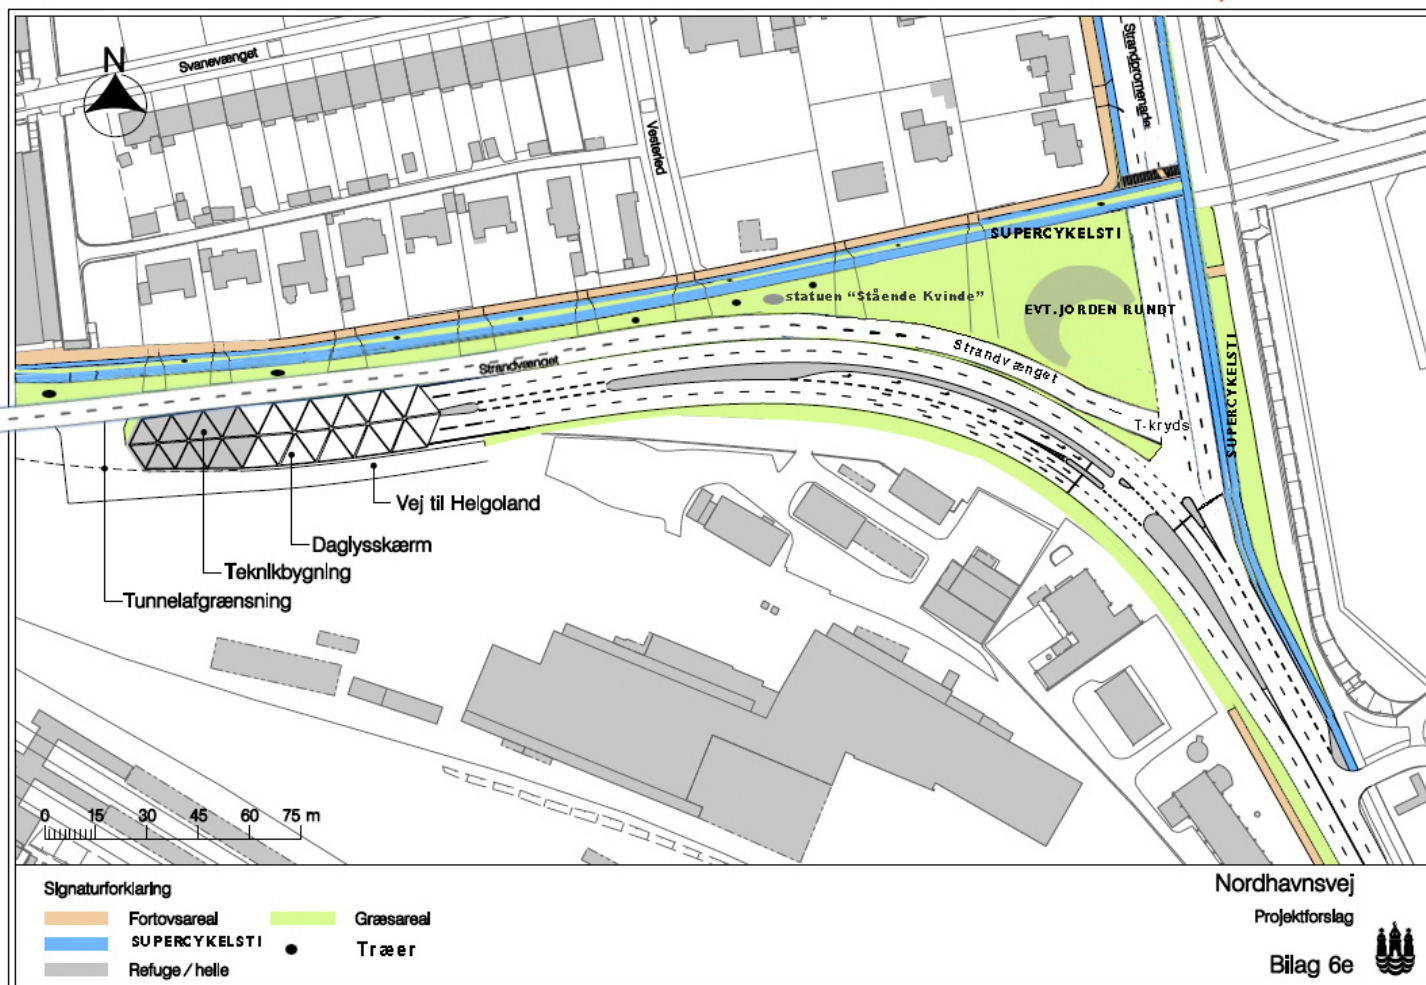 N
Svanevænget
Strandpromenade
Vesterled
SUPERCYKELSTI
statuen “Stående Kvinde”
EVT. JORDEN RUNDT
Strandvænget
Strandvænget
SUPERCYKELSTI
T-kryds
Vej til Helgoland
Daglysskærm
Teknikbygning
Tunnelafgrænsning
0 15 30 45 60 75 m
Signaturforklaring
Fortovsareal
Græsareal
SUPERCYKELSTI
Træer
Refuge / helle
Nordhavnsvej
Projektforslag
Bilag 6e